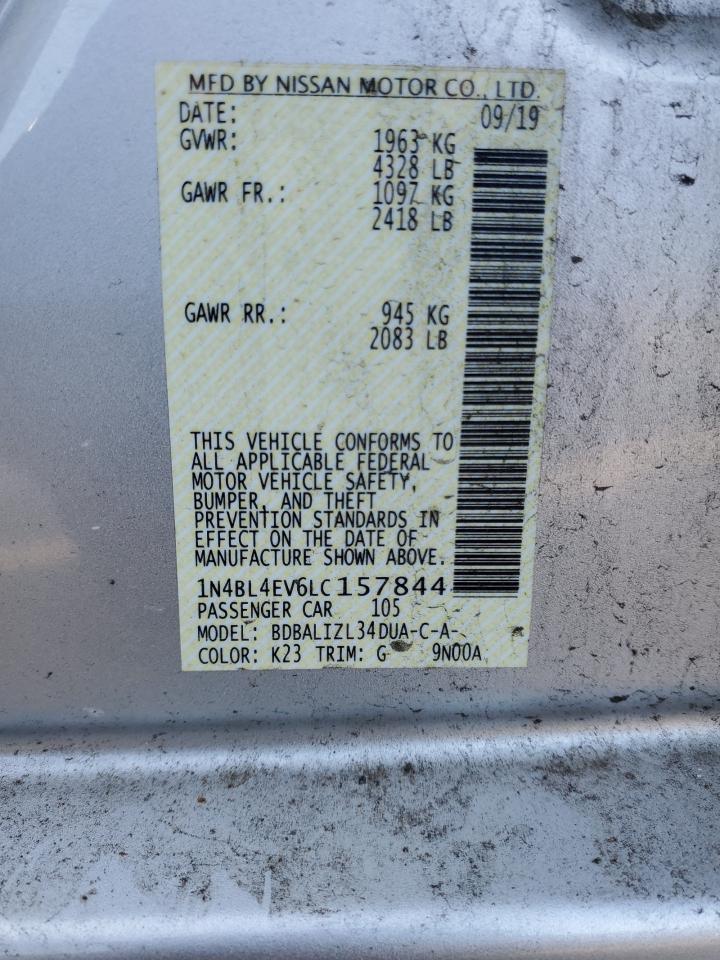 MFD BY NISSAN MOTOR CO., LTD.
DATE: 09/19
GVWR: 1963 KG
4328 LB
GAWR FR.: 1097 KG
2418 LB
GAWR RR.: 945 KG
2083 LB
THIS VEHICLE CONFORMS TO
ALL APPLICABLE FEDERAL
MOTOR VEHICLE SAFETY,
BUMPER, AND THEFT
PREVENTION STANDARDS IN
EFFECT ON THE DATE OF
MANUFACTURE SHOWN ABOVE.
1N4BL4EV6LC157844
PASSENGER CAR 105
MODEL: BDBALIZL34DUA-C-A-
COLOR: K23 TRIM: G 9N00A